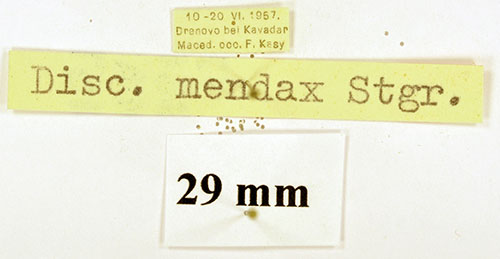 10 -20 VI. 1957.
Drenovo bei Kavadar
Maced. occ. F. Kasy
Disc. mendax Stgr.
29 mm